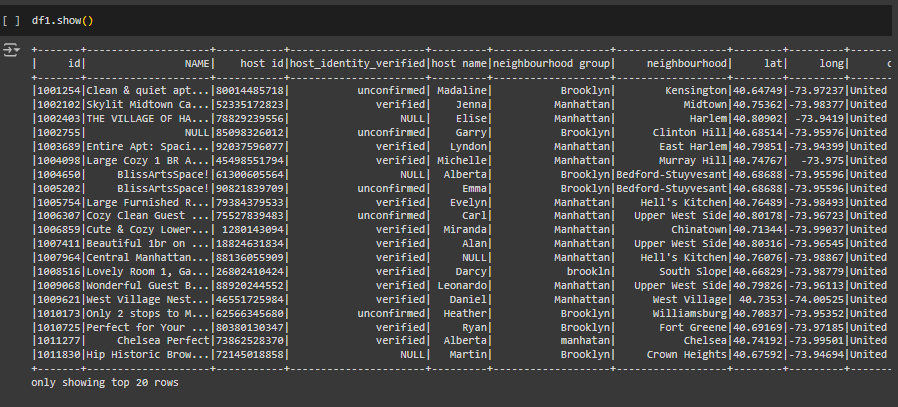 [ ] df1.show()
+-------+--------------------+-----------+----------------------+---------+-------------------+------------------+--------+---------+-------
|     id|                NAME|    host id|host_identity_verified|host name|neighbourhood group|     neighbourhood|     lat|     long|      c
+-------+--------------------+-----------+----------------------+---------+-------------------+------------------+--------+---------+-------
|1001254|Clean & quiet apt...|80014485718|           unconfirmed| Madaline|           Brooklyn|        Kensington|40.64749|-73.97237|United
|1002102|Skylit Midtown Ca...|52335172823|              verified|    Jenna|          Manhattan|           Midtown|40.75362|-73.98377|United
|1002403|THE VILLAGE OF HA...|78829239556|                  NULL|    Elise|          Manhattan|            Harlem|40.80902| -73.9419|United
|1002755|                NULL|85098326012|           unconfirmed|    Garry|           Brooklyn|      Clinton Hill|40.68514|-73.95976|United
|1003689|Entire Apt: Spaci...|92037596077|              verified|   Lyndon|          Manhattan|       East Harlem|40.79851|-73.94399|United
|1004098|Large Cozy 1 BR A...|45498551794|              verified| Michelle|          Manhattan|       Murray Hill|40.74767|  -73.975|United
|1004650|     BlissArtsSpace!|61300605564|                  NULL|  Alberta|           Brooklyn|Bedford-Stuyvesant|40.68688|-73.95596|United
|1005202|     BlissArtsSpace!|90821839709|           unconfirmed|     Emma|           Brooklyn|Bedford-Stuyvesant|40.68688|-73.95596|United
|1005754|Large Furnished R...|79384379533|              verified|   Evelyn|          Manhattan|    Hell's Kitchen|40.76489|-73.98493|United
|1006307|Cozy Clean Guest ...|75527839483|           unconfirmed|     Carl|          Manhattan|   Upper West Side|40.80178|-73.96723|United
|1006859|Cute & Cozy Lower...| 1280143094|              verified|  Miranda|          Manhattan|         Chinatown|40.71344|-73.99037|United
|1007411|Beautiful 1br on ...|18824631834|              verified|     Alan|          Manhattan|   Upper West Side|40.80316|-73.96545|United
|1007964|Central Manhattan...|88136055909|              verified|     NULL|          Manhattan|    Hell's Kitchen|40.76076|-73.98867|United
|1008516|Lovely Room 1, Ga...|26802410424|              verified|    Darcy|            brookln|       South Slope|40.66829|-73.98779|United
|1009068|Wonderful Guest B...|88920244552|              verified| Leonardo|          Manhattan|   Upper West Side|40.79826|-73.96113|United
|1009621|West Village Nest...|46551725984|              verified|   Daniel|          Manhattan|      West Village| 40.7353|-74.00525|United
|1010173|Only 2 stops to M...|62566345680|           unconfirmed|  Heather|           Brooklyn|      Williamsburg|40.70837|-73.95352|United
|1010725|Perfect for Your ...|80380130347|              verified|     Ryan|           Brooklyn|       Fort Greene|40.69169|-73.97185|United
|1011277|     Chelsea Perfect|73862528370|              verified|  Alberta|           manhatan|           Chelsea|40.74192|-73.99501|United
|1011830|Hip Historic Brow...|72145018858|                  NULL|   Martin|           Brooklyn|     Crown Heights|40.67592|-73.94694|United
+-------+--------------------+-----------+----------------------+---------+-------------------+------------------+--------+---------+-------
only showing top 20 rows